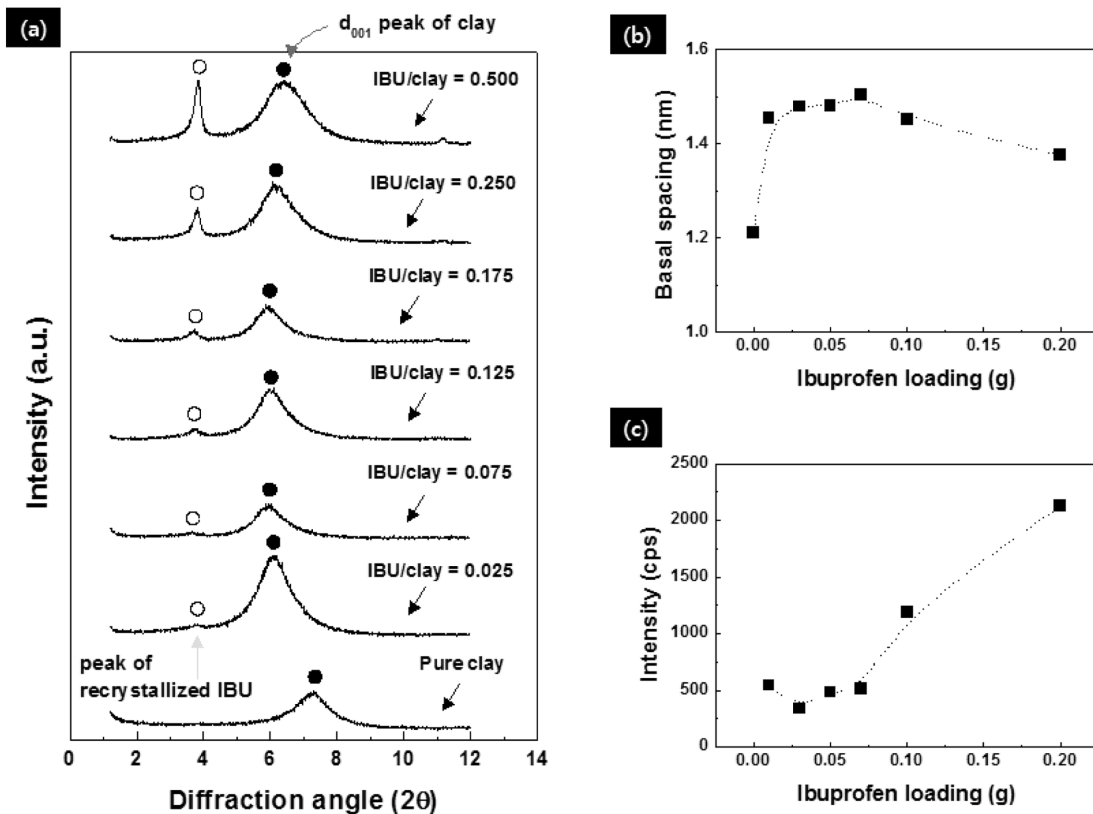 (a)
d001 peak of clay
IBU/clay = 0.500
IBU/clay = 0.250
IBU/clay = 0.175
IBU/clay = 0.125
IBU/clay = 0.075
IBU/clay = 0.025
peak of
recrystallized IBU
Pure clay
Intensity (a.u.)
0 2 4 6 8 10 12 14
Diffraction angle (2θ)
(b)
1.6
1.4
1.2
1.0
Basal spacing (nm)
0.00 0.05 0.10 0.15 0.20
Ibuprofen loading (g)
(c)
2500
2000
1500
1000
500
0
Intensity (cps)
0.00 0.05 0.10 0.15 0.20
Ibuprofen loading (g)